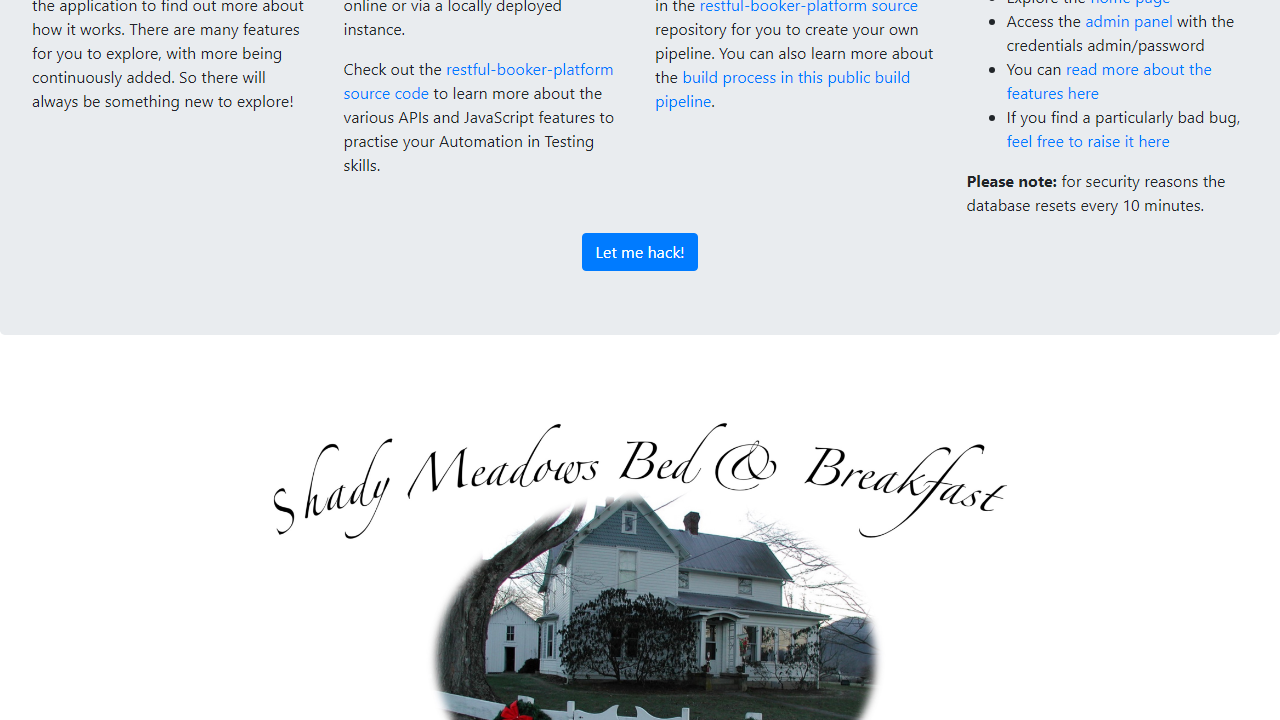 the application to find out more about
how it works. There are many features
for you to explore, with more being
continuously added. So there will
always be something new to explore!
online or via a locally deployed
instance.
Check out the restful-booker-platform
source code to learn more about the
various APIs and JavaScript features to
practise your Automation in Testing
skills.
in the restful-booker-platform source
repository for you to create your own
pipeline. You can also learn more about
the build process in this public build
pipeline.
Explore the home page
Access the admin panel with the
credentials admin/password
You can read more about the
features here
If you find a particularly bad bug,
feel free to raise it here
Please note: for security reasons the
database resets every 10 minutes.
Let me hack!
Shady Meadows Bed & Breakfast